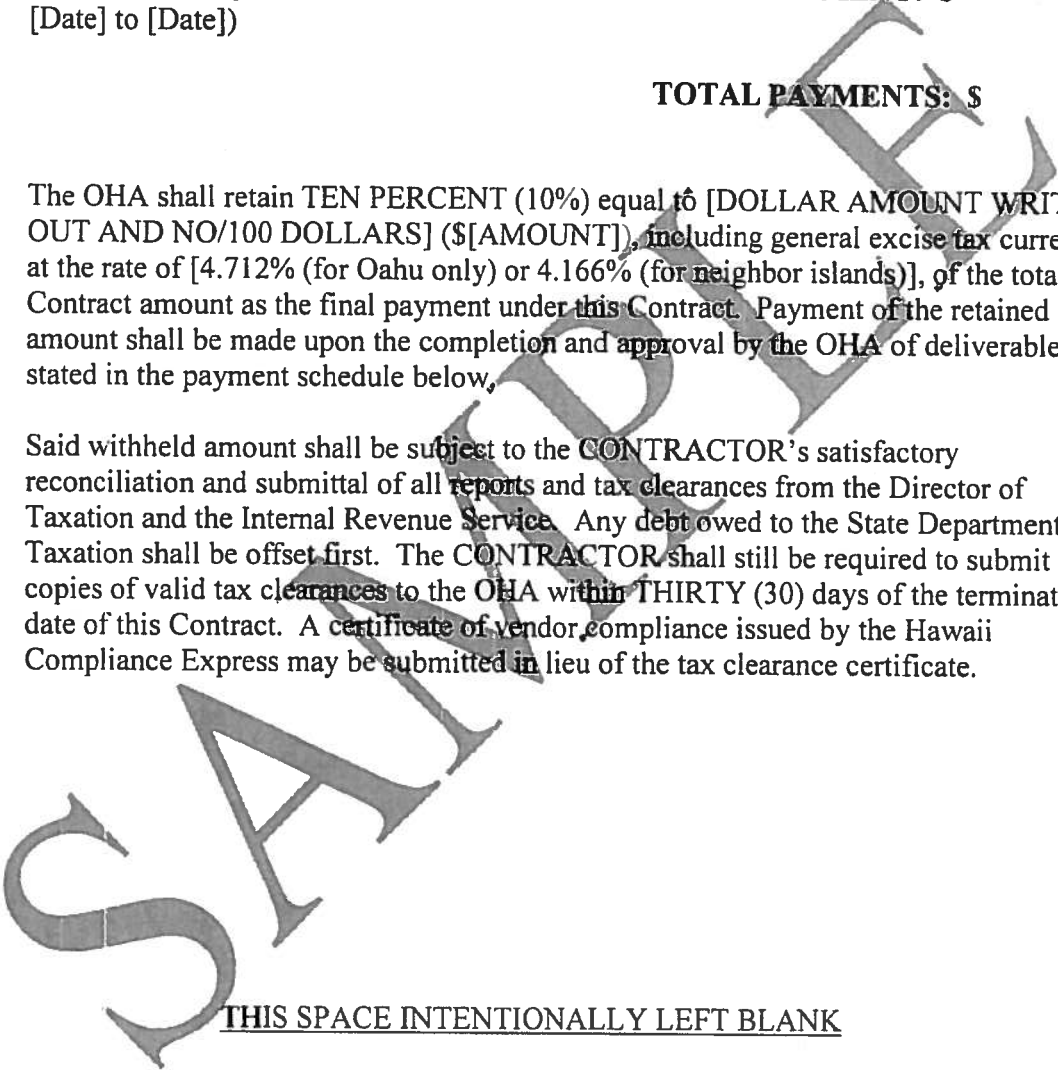 [Date] to [Date])
TOTAL PAYMENTS: $
The OHA shall retain TEN PERCENT (10%) equal to [DOLLAR AMOUNT WRIT
OUT AND NO/100 DOLLARS] ($[AMOUNT]), including general excise tax curre
at the rate of [4.712% (for Oahu only) or 4.166% (for neighbor islands)], of the tota
Contract amount as the final payment under this Contract. Payment of the retained
amount shall be made upon the completion and approval by the OHA of deliverable
stated in the payment schedule below.
Said withheld amount shall be subject to the CONTRACTOR's satisfactory
reconciliation and submittal of all reports and tax clearances from the Director of
Taxation and the Internal Revenue Service. Any debt owed to the State Department
Taxation shall be offset first. The CONTRACTOR shall still be required to submit
copies of valid tax clearances to the OHA within THIRTY (30) days of the terminat
date of this Contract. A certificate of vendor compliance issued by the Hawaii
Compliance Express may be submitted in lieu of the tax clearance certificate.
SAMPLE
THIS SPACE INTENTIONALLY LEFT BLANK